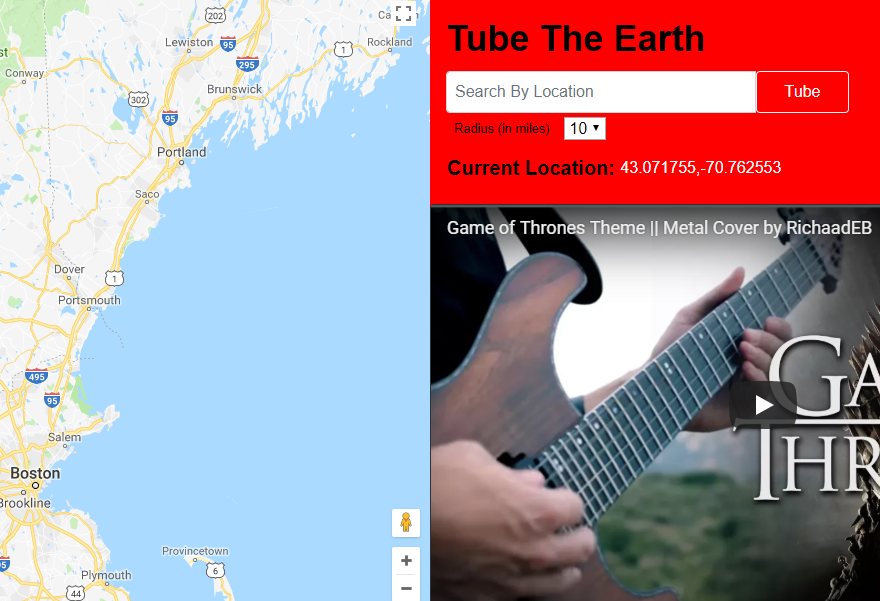 202
Ca
Lewiston
95
1
Rockland
295
st
Conway
Brunswick
302
95
Portland
Saco
Dover
1
Portsmouth
495
95
Salem
Boston
Brookline
Provincetown
95
6
Plymouth
44
+
−
Tube The Earth
Search By Location
Tube
Radius (in miles)
10
Current Location: 43.071755,-70.762553
Game of Thrones Theme || Metal Cover by RichaadEB
GA
THR